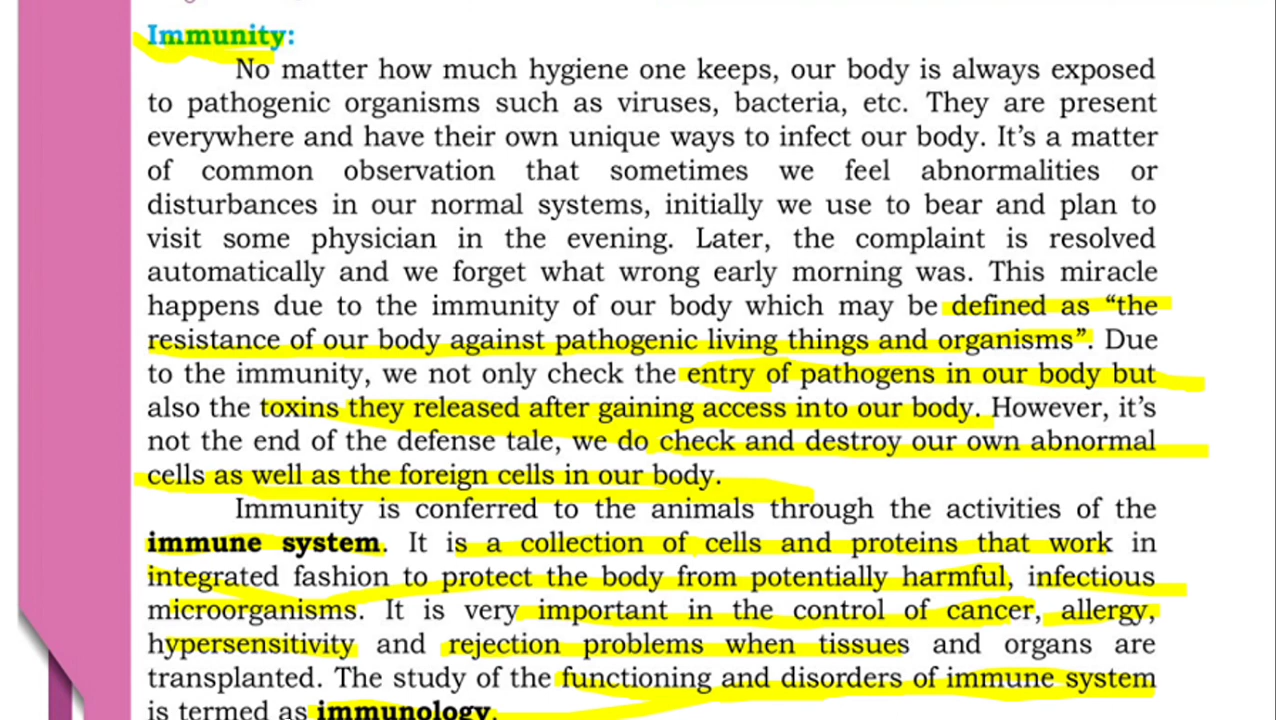 Immunity:
No matter how much hygiene one keeps, our body is always exposed
to pathogenic organisms such as viruses, bacteria, etc. They are present
everywhere and have their own unique ways to infect our body. It’s a matter
of common observation that sometimes we feel abnormalities or
disturbances in our normal systems, initially we use to bear and plan to
visit some physician in the evening. Later, the complaint is resolved
automatically and we forget what wrong early morning was. This miracle
happens due to the immunity of our body which may be defined as “the
resistance of our body against pathogenic living things and organisms”. Due
to the immunity, we not only check the entry of pathogens in our body but
also the toxins they released after gaining access into our body. However, it’s
not the end of the defense tale, we do check and destroy our own abnormal
cells as well as the foreign cells in our body.
Immunity is conferred to the animals through the activities of the
immune system. It is a collection of cells and proteins that work in
integrated fashion to protect the body from potentially harmful, infectious
microorganisms. It is very important in the control of cancer, allergy,
hypersensitivity and rejection problems when tissues and organs are
transplanted. The study of the functioning and disorders of immune system
is termed as immunology.